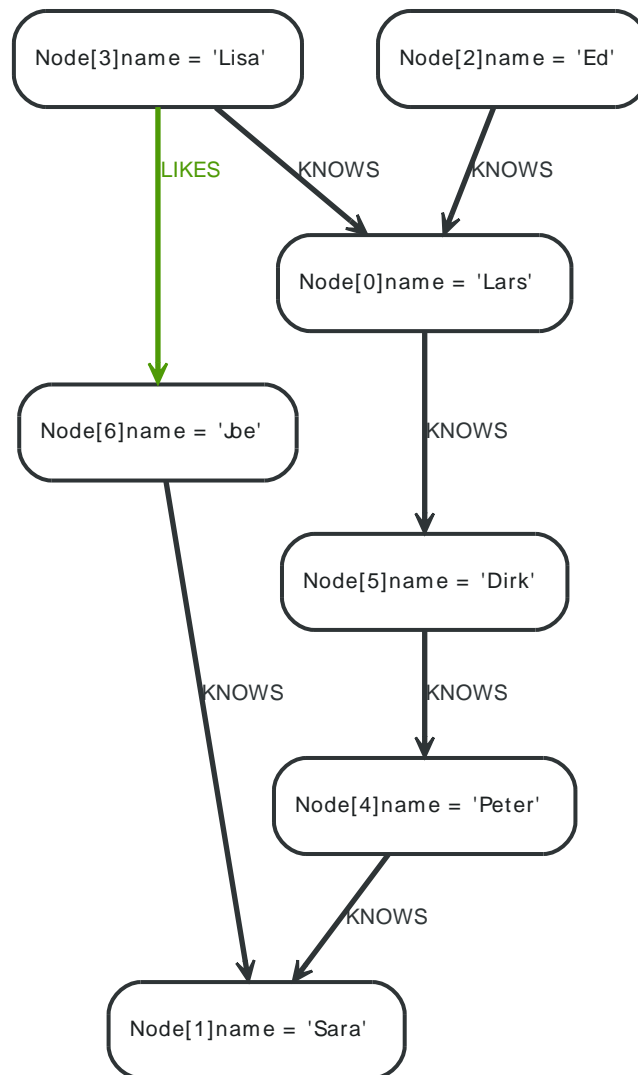 Node[3]name = 'Lisa'
Node[2]name = 'Ed'
LIKES
KNOWS
KNOWS
Node[0]name = 'Lars'
Node[6]name = 'Joe'
KNOWS
Node[5]name = 'Dirk'
KNOWS
KNOWS
Node[4]name = 'Peter'
KNOWS
Node[1]name = 'Sara'